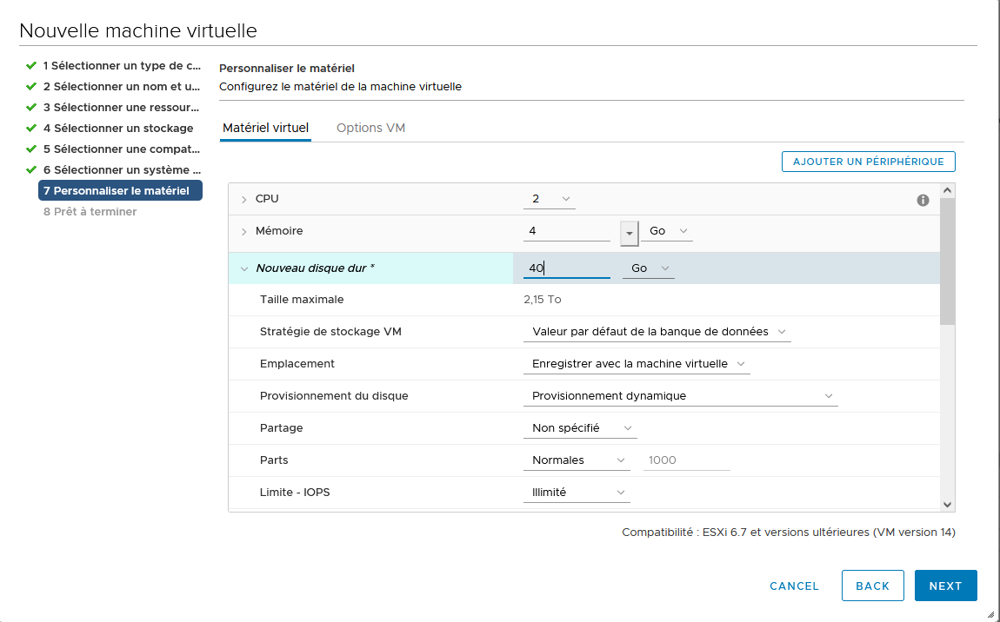 Nouvelle machine virtuelle
1 Sélectionner un type de c...
2 Sélectionner un nom et u...
3 Sélectionner une ressour...
4 Sélectionner un stockage
5 Sélectionner une compat...
6 Sélectionner un système ...
7 Personnaliser le matériel
8 Prêt à terminer
Personnaliser le matériel
Configurez le matériel de la machine virtuelle
Matériel virtuel Options VM
AJOUTER UN PÉRIPHÉRIQUE
CPU 2
Mémoire 4 Go
Nouveau disque dur * 40 Go
Taille maximale 2,15 To
Stratégie de stockage VM Valeur par défaut de la banque de données
Emplacement Enregistrer avec la machine virtuelle
Provisionnement du disque Provisionnement dynamique
Partage Non spécifié
Parts Normales 1000
Limite - IOPS Illimité
Compatibilité : ESXi 6.7 et versions ultérieures (VM version 14)
CANCEL BACK NEXT